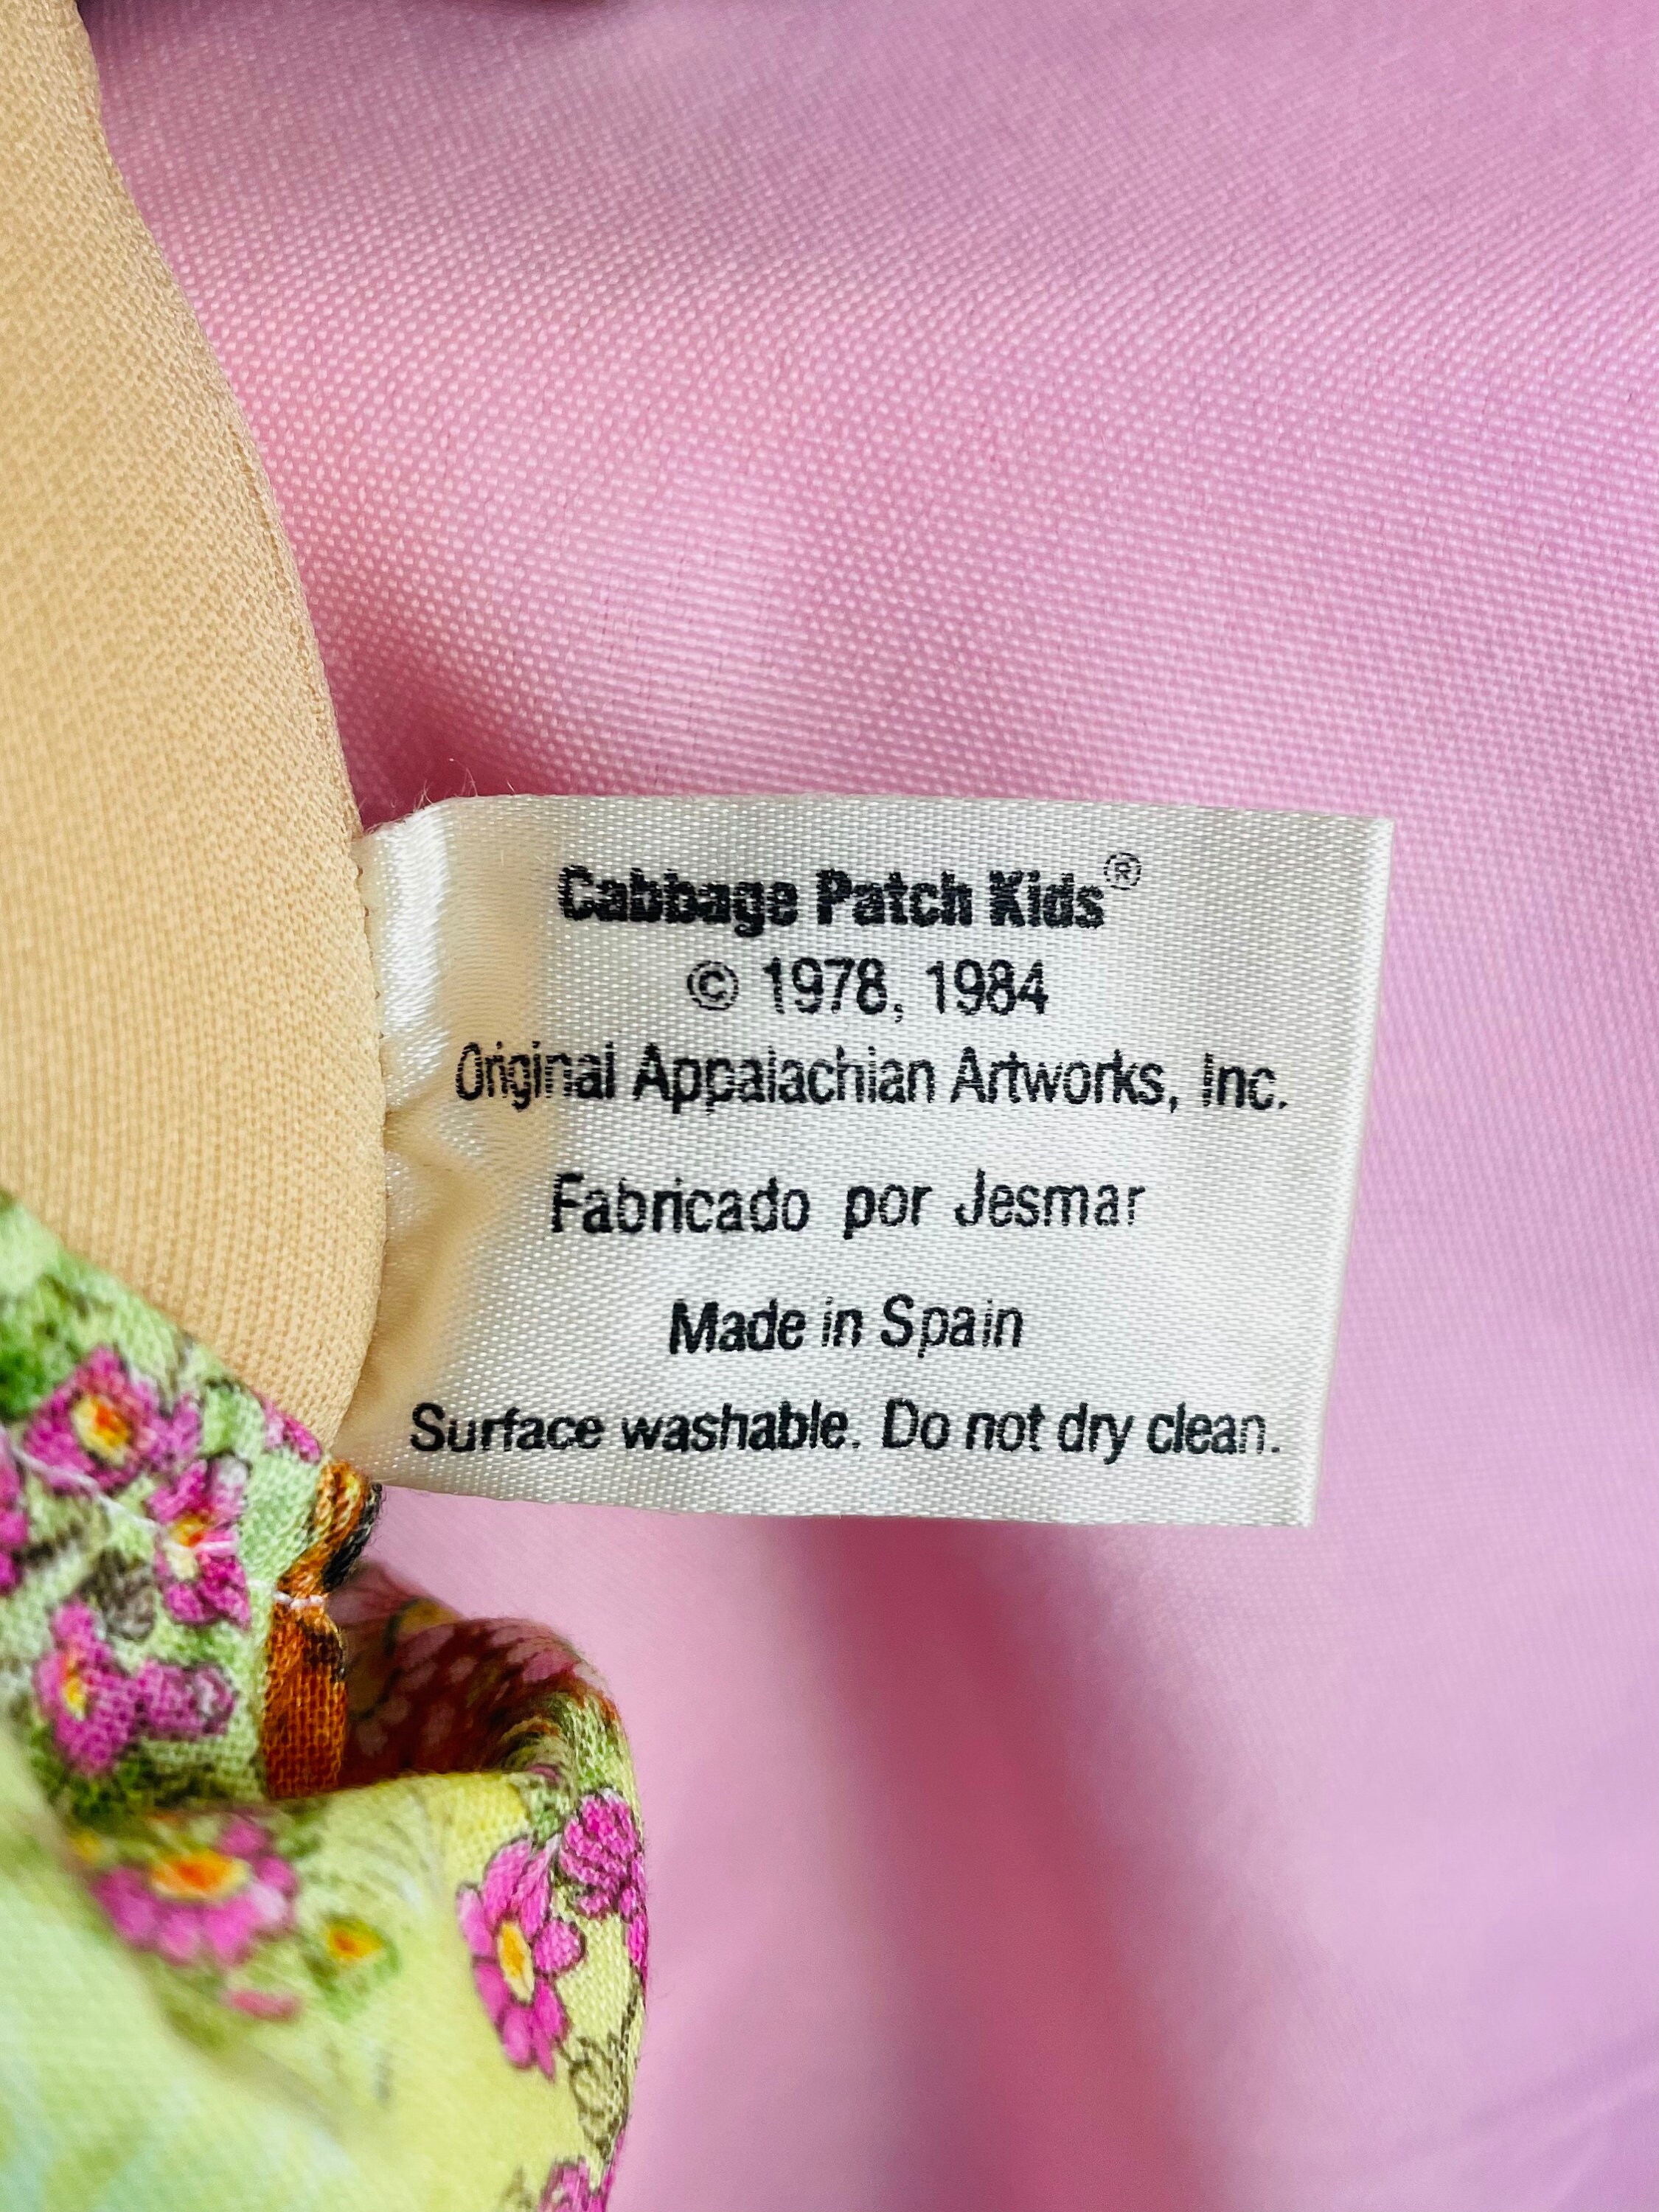 Cabbage Patch Kids®
© 1978, 1984
Original Appalachian Artworks, Inc.
Fabricado por Jesmar
Made in Spain
Surface washable. Do not dry clean.